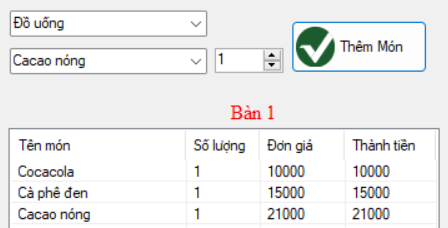 Đồ uống
Cacao nóng 1 Thêm Món
Bàn 1
Tên món Số lượng Đơn giá Thành tiền
Cocacola 1 10000 10000
Cà phê đen 1 15000 15000
Cacao nóng 1 21000 21000